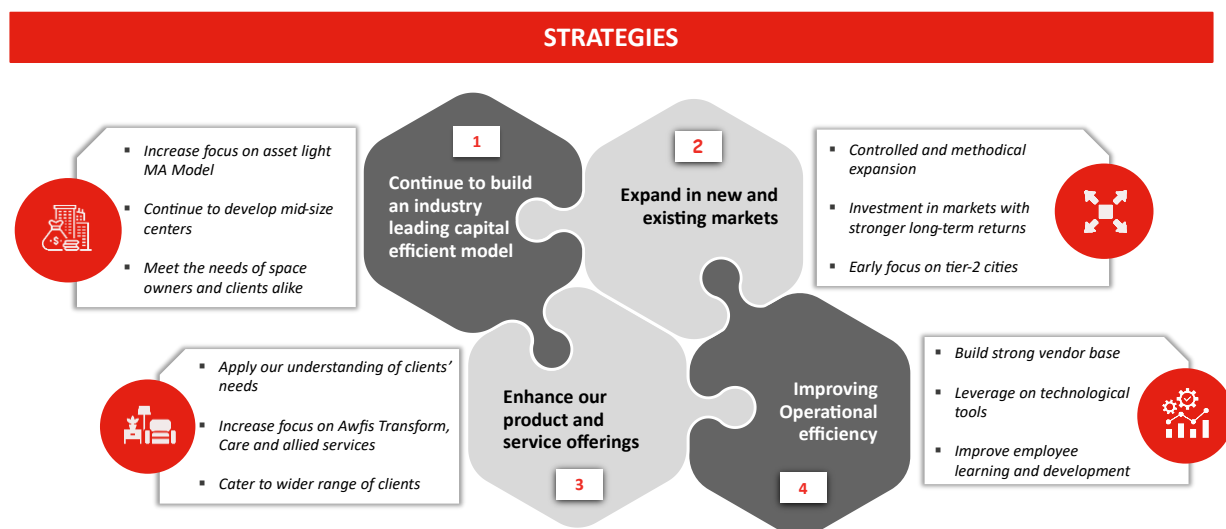 STRATEGIES
▪ Increase focus on asset light
MA Model
▪ Continue to develop mid-size
centers
▪ Meet the needs of space
owners and clients alike
1
Continue to build
an industry
leading capital
efficient model
2
Expand in new and
existing markets
▪ Controlled and methodical
expansion
▪ Investment in markets with
stronger long-term returns
▪ Early focus on tier-2 cities
▪ Apply our understanding of clients’
needs
▪ Increase focus on Awfis Transform,
Care and allied services
▪ Cater to wider range of clients
Enhance our
product and
service offerings
3
Improving
Operational
efficiency
4
▪ Build strong vendor base
▪ Leverage on technological
tools
▪ Improve employee
learning and development